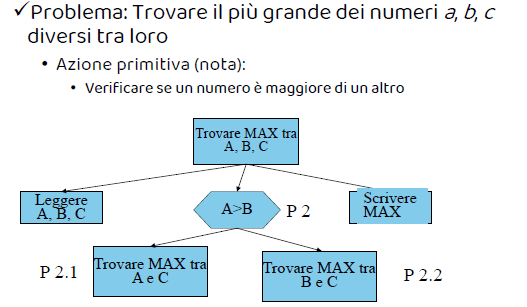 ✓Problema: Trovare il più grande dei numeri a, b, c
diversi tra loro
• Azione primitiva (nota):
• Verificare se un numero è maggiore di un altro
Trovare MAX tra
A, B, C
Leggere
A, B, C
A>B
P 2
Scrivere
MAX
P 2.1
Trovare MAX tra
A e C
Trovare MAX tra
B e C
P 2.2